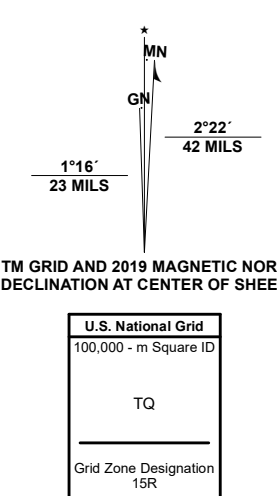 ★
MN
GN
2°22´
42 MILS
1°16´
23 MILS
TM GRID AND 2019 MAGNETIC NOR
DECLINATION AT CENTER OF SHEE
U.S. National Grid
100,000 - m Square ID
TQ
Grid Zone Designation
15R